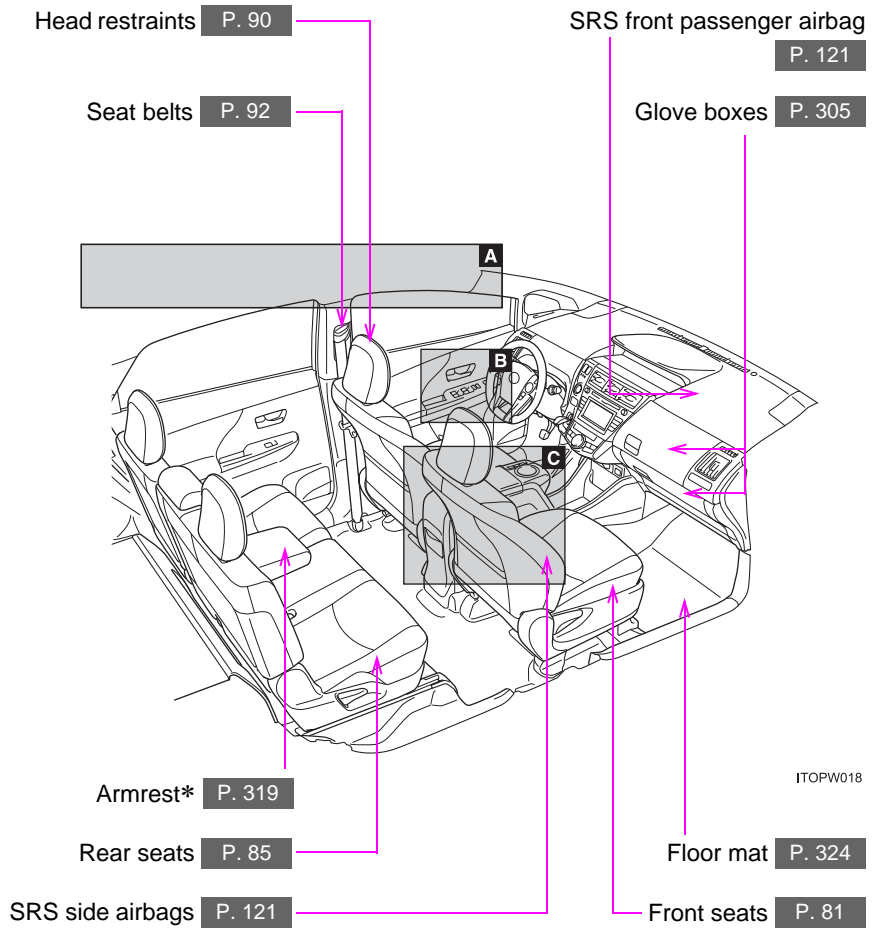 Head restraints P. 90
SRS front passenger airbag
P. 121
Seat belts P. 92
Glove boxes P. 305
A
B
C
ITOPW018
Armrest* P. 319
Rear seats P. 85
Floor mat P. 324
SRS side airbags P. 121
Front seats P. 81